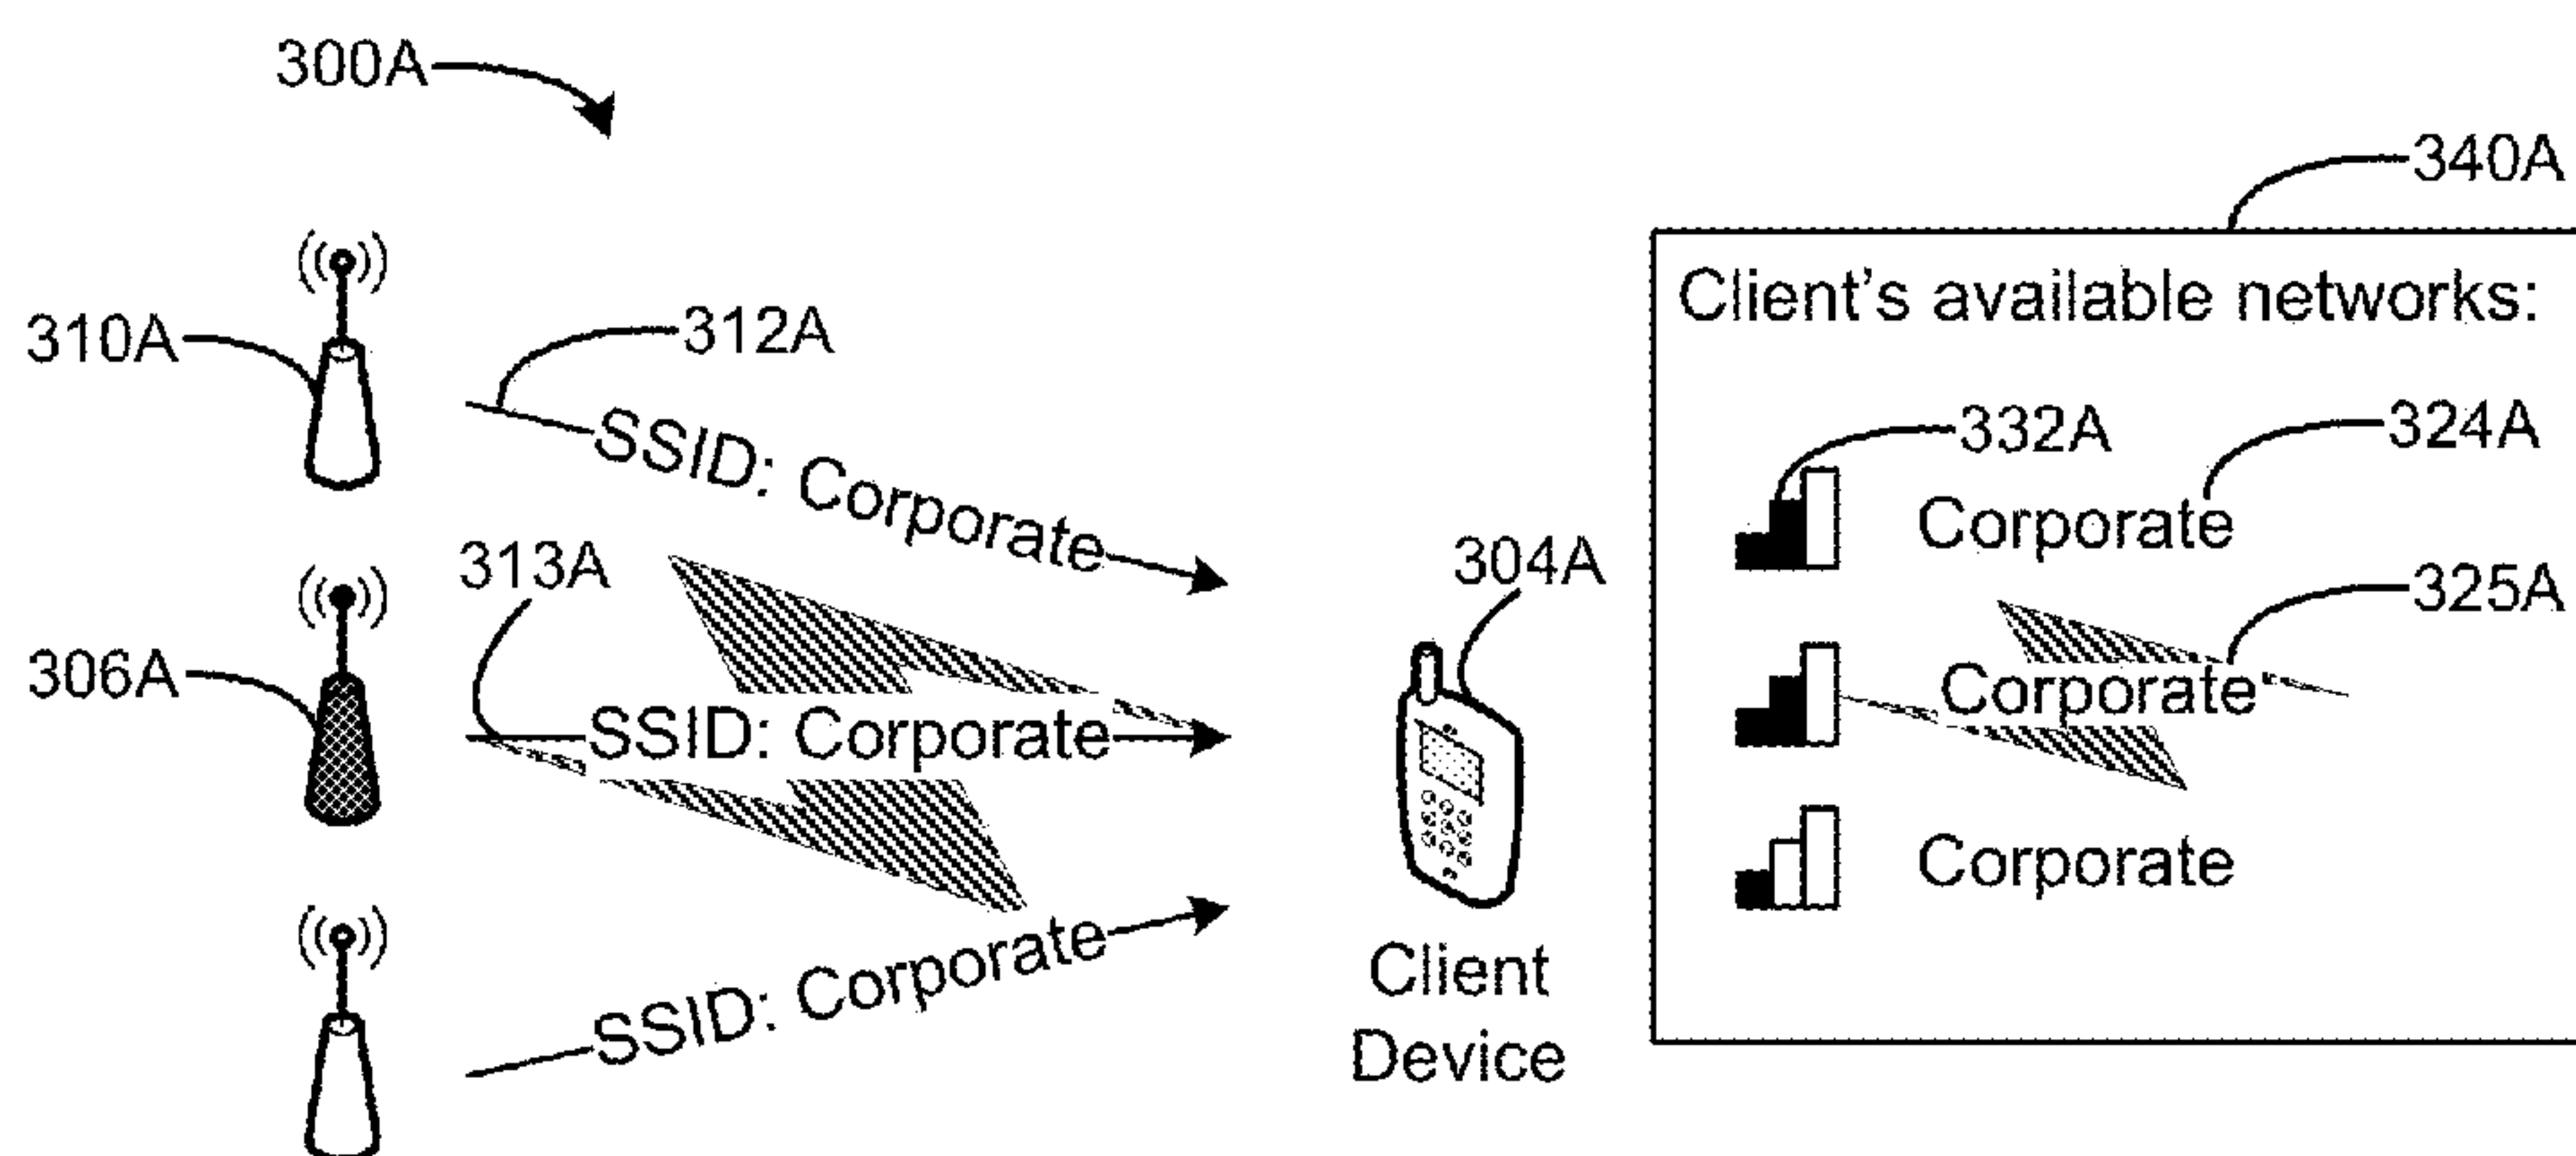 300A
340A
Client's available networks:
310A
312A
332A
324A
SSID: Corporate
Corporate
313A
304A
325A
306A
SSID: Corporate
Corporate
Corporate
SSID: Corporate
Client
Device